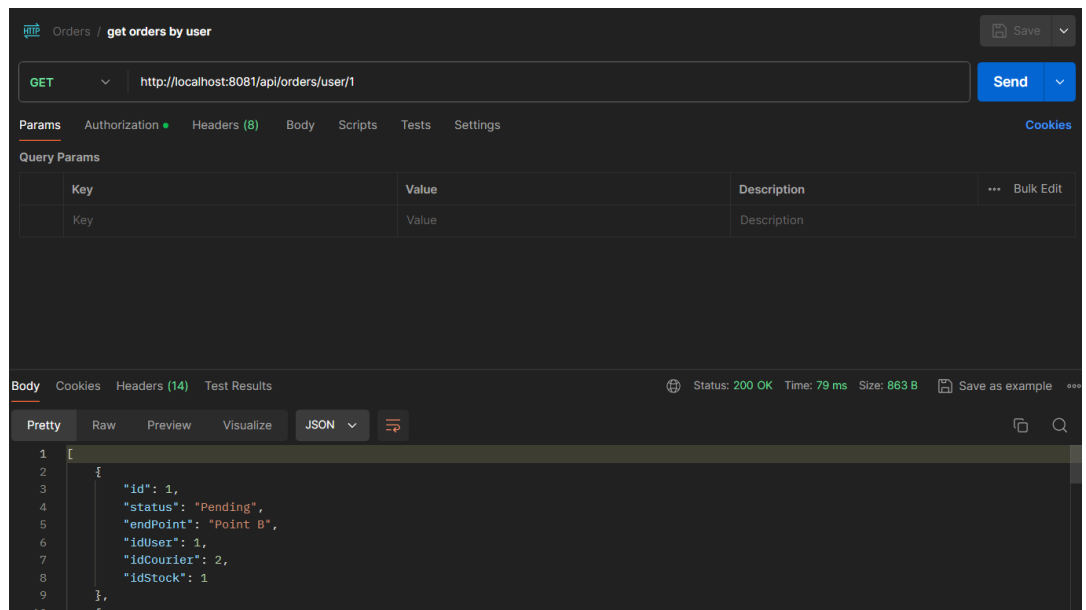 HTTP Orders / get orders by user Save
GET http://localhost:8081/api/orders/user/1 Send
Params Authorization Headers (8) Body Scripts Tests Settings Cookies
Query Params
Key Value Description ••• Bulk Edit
Key Value Description
Body Cookies Headers (14) Test Results Status: 200 OK Time: 79 ms Size: 863 B Save as example
Pretty Raw Preview Visualize JSON
1 [
2 {
3 "id": 1,
4 "status": "Pending",
5 "endPoint": "Point B",
6 "idUser": 1,
7 "idCourier": 2,
8 "idStock": 1
9 },